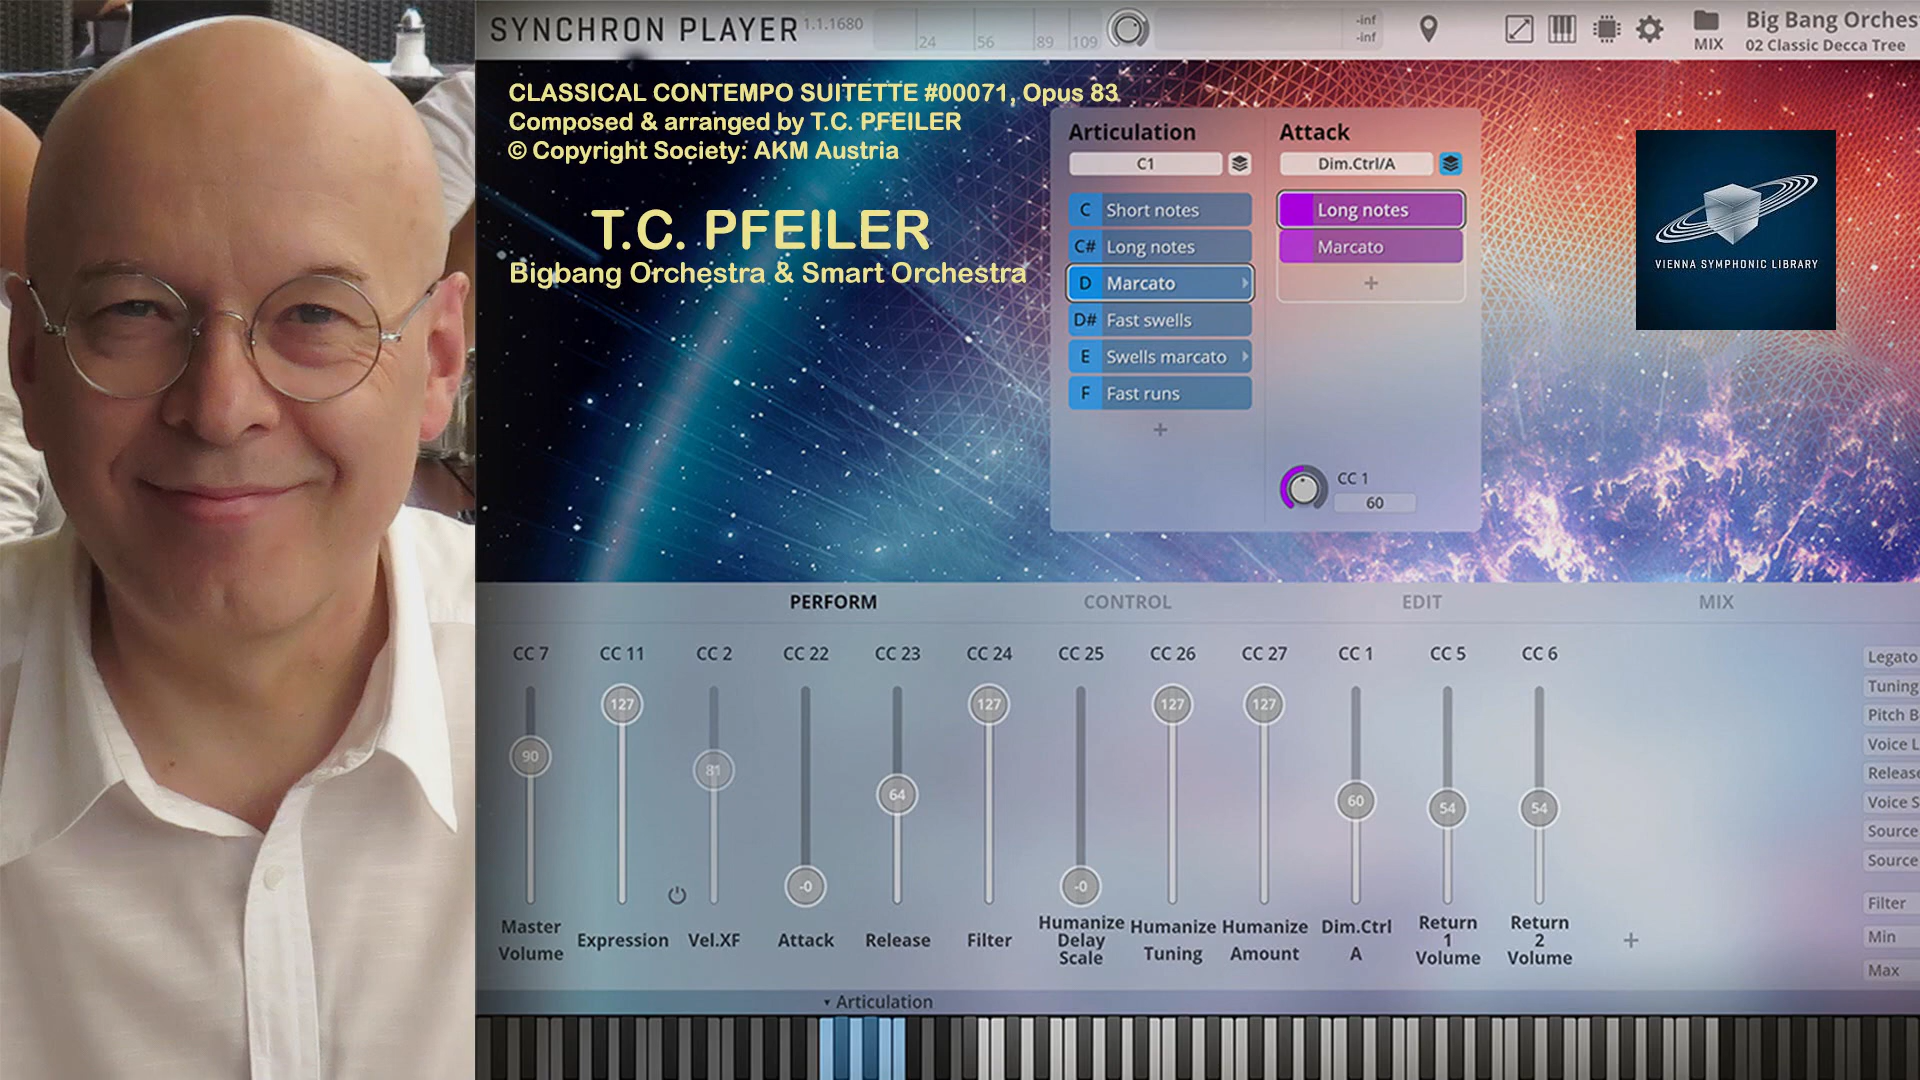 SYNCHRON PLAYER 1.1.1680
24 56 89 109
-inf
-inf
MIX
Big Bang Orches
02 Classic Decca Tree
CLASSICAL CONTEMPO SUITETTE #00071, Opus 83
Composed & arranged by T.C. PFEILER
© Copyright Society: AKM Austria
T.C. PFEILER
Bigbang Orchestra & Smart Orchestra
Articulation
C1
C Short notes
C# Long notes
D Marcato
D# Fast swells
E Swells marcato
F Fast runs
+
Attack
Dim.Ctrl/A
Long notes
Marcato
+
CC 1
60
VIENNA SYMPHONIC LIBRARY
PERFORM CONTROL EDIT MIX
CC 7 CC 11 CC 2 CC 22 CC 23 CC 24 CC 25 CC 26 CC 27 CC 1 CC 5 CC 6
90 127 81 -0 64 127 -0 127 127 60 54 54
Master Volume
Expression
Vel.XF
Attack
Release
Filter
Humanize Delay Scale
Humanize Tuning
Humanize Amount
Dim.Ctrl A
Return 1 Volume
Return 2 Volume
+
Legato
Tuning
Pitch B
Voice L
Release
Voice S
Source
Source
Filter
Min
Max
Articulation